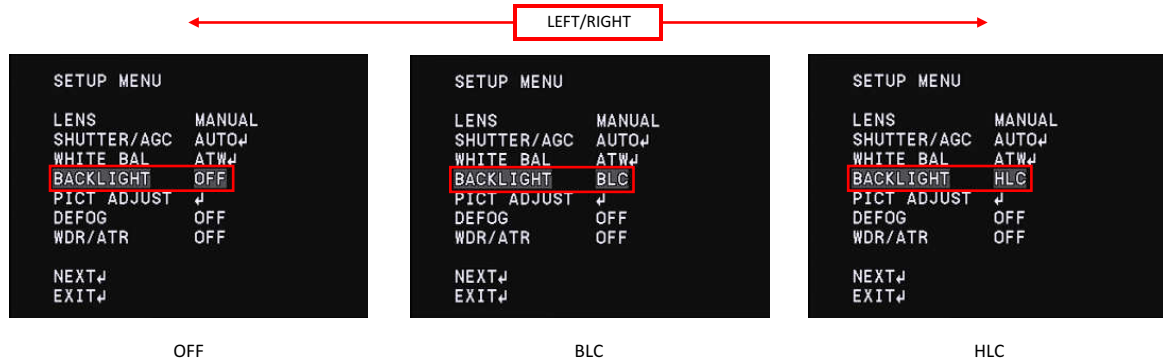 LEFT/RIGHT
SETUP MENU
LENS MANUAL
SHUTTER/AGC AUTO↲
WHITE BAL ATW↲
BACKLIGHT OFF
PICT ADJUST ↲
DEFOG OFF
WDR/ATR OFF
NEXT↲
EXIT↲
OFF
SETUP MENU
LENS MANUAL
SHUTTER/AGC AUTO↲
WHITE BAL ATW↲
BACKLIGHT BLC
PICT ADJUST ↲
DEFOG OFF
WDR/ATR OFF
NEXT↲
EXIT↲
BLC
SETUP MENU
LENS MANUAL
SHUTTER/AGC AUTO↲
WHITE BAL ATW↲
BACKLIGHT HLC
PICT ADJUST ↲
DEFOG OFF
WDR/ATR OFF
NEXT↲
EXIT↲
HLC